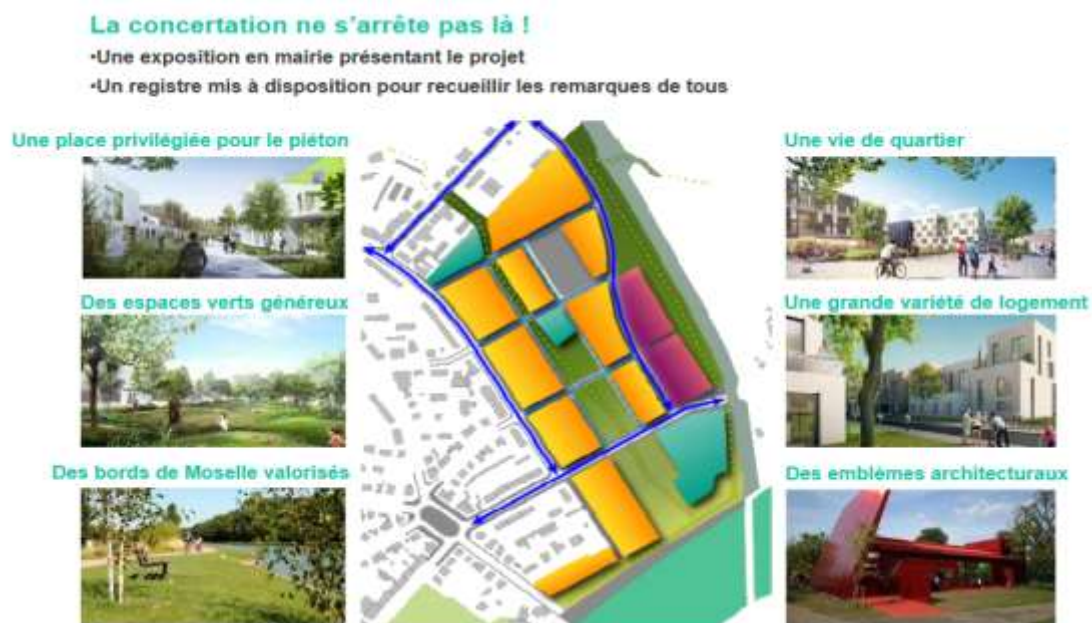 La concertation ne s'arrête pas là !
•Une exposition en mairie présentant le projet
•Un registre mis à disposition pour recueillir les remarques de tous
Une place privilégiée pour le piéton
Des espaces verts généreux
Des bords de Moselle valorisés
Une vie de quartier
Une grande variété de logement
Des emblèmes architecturaux